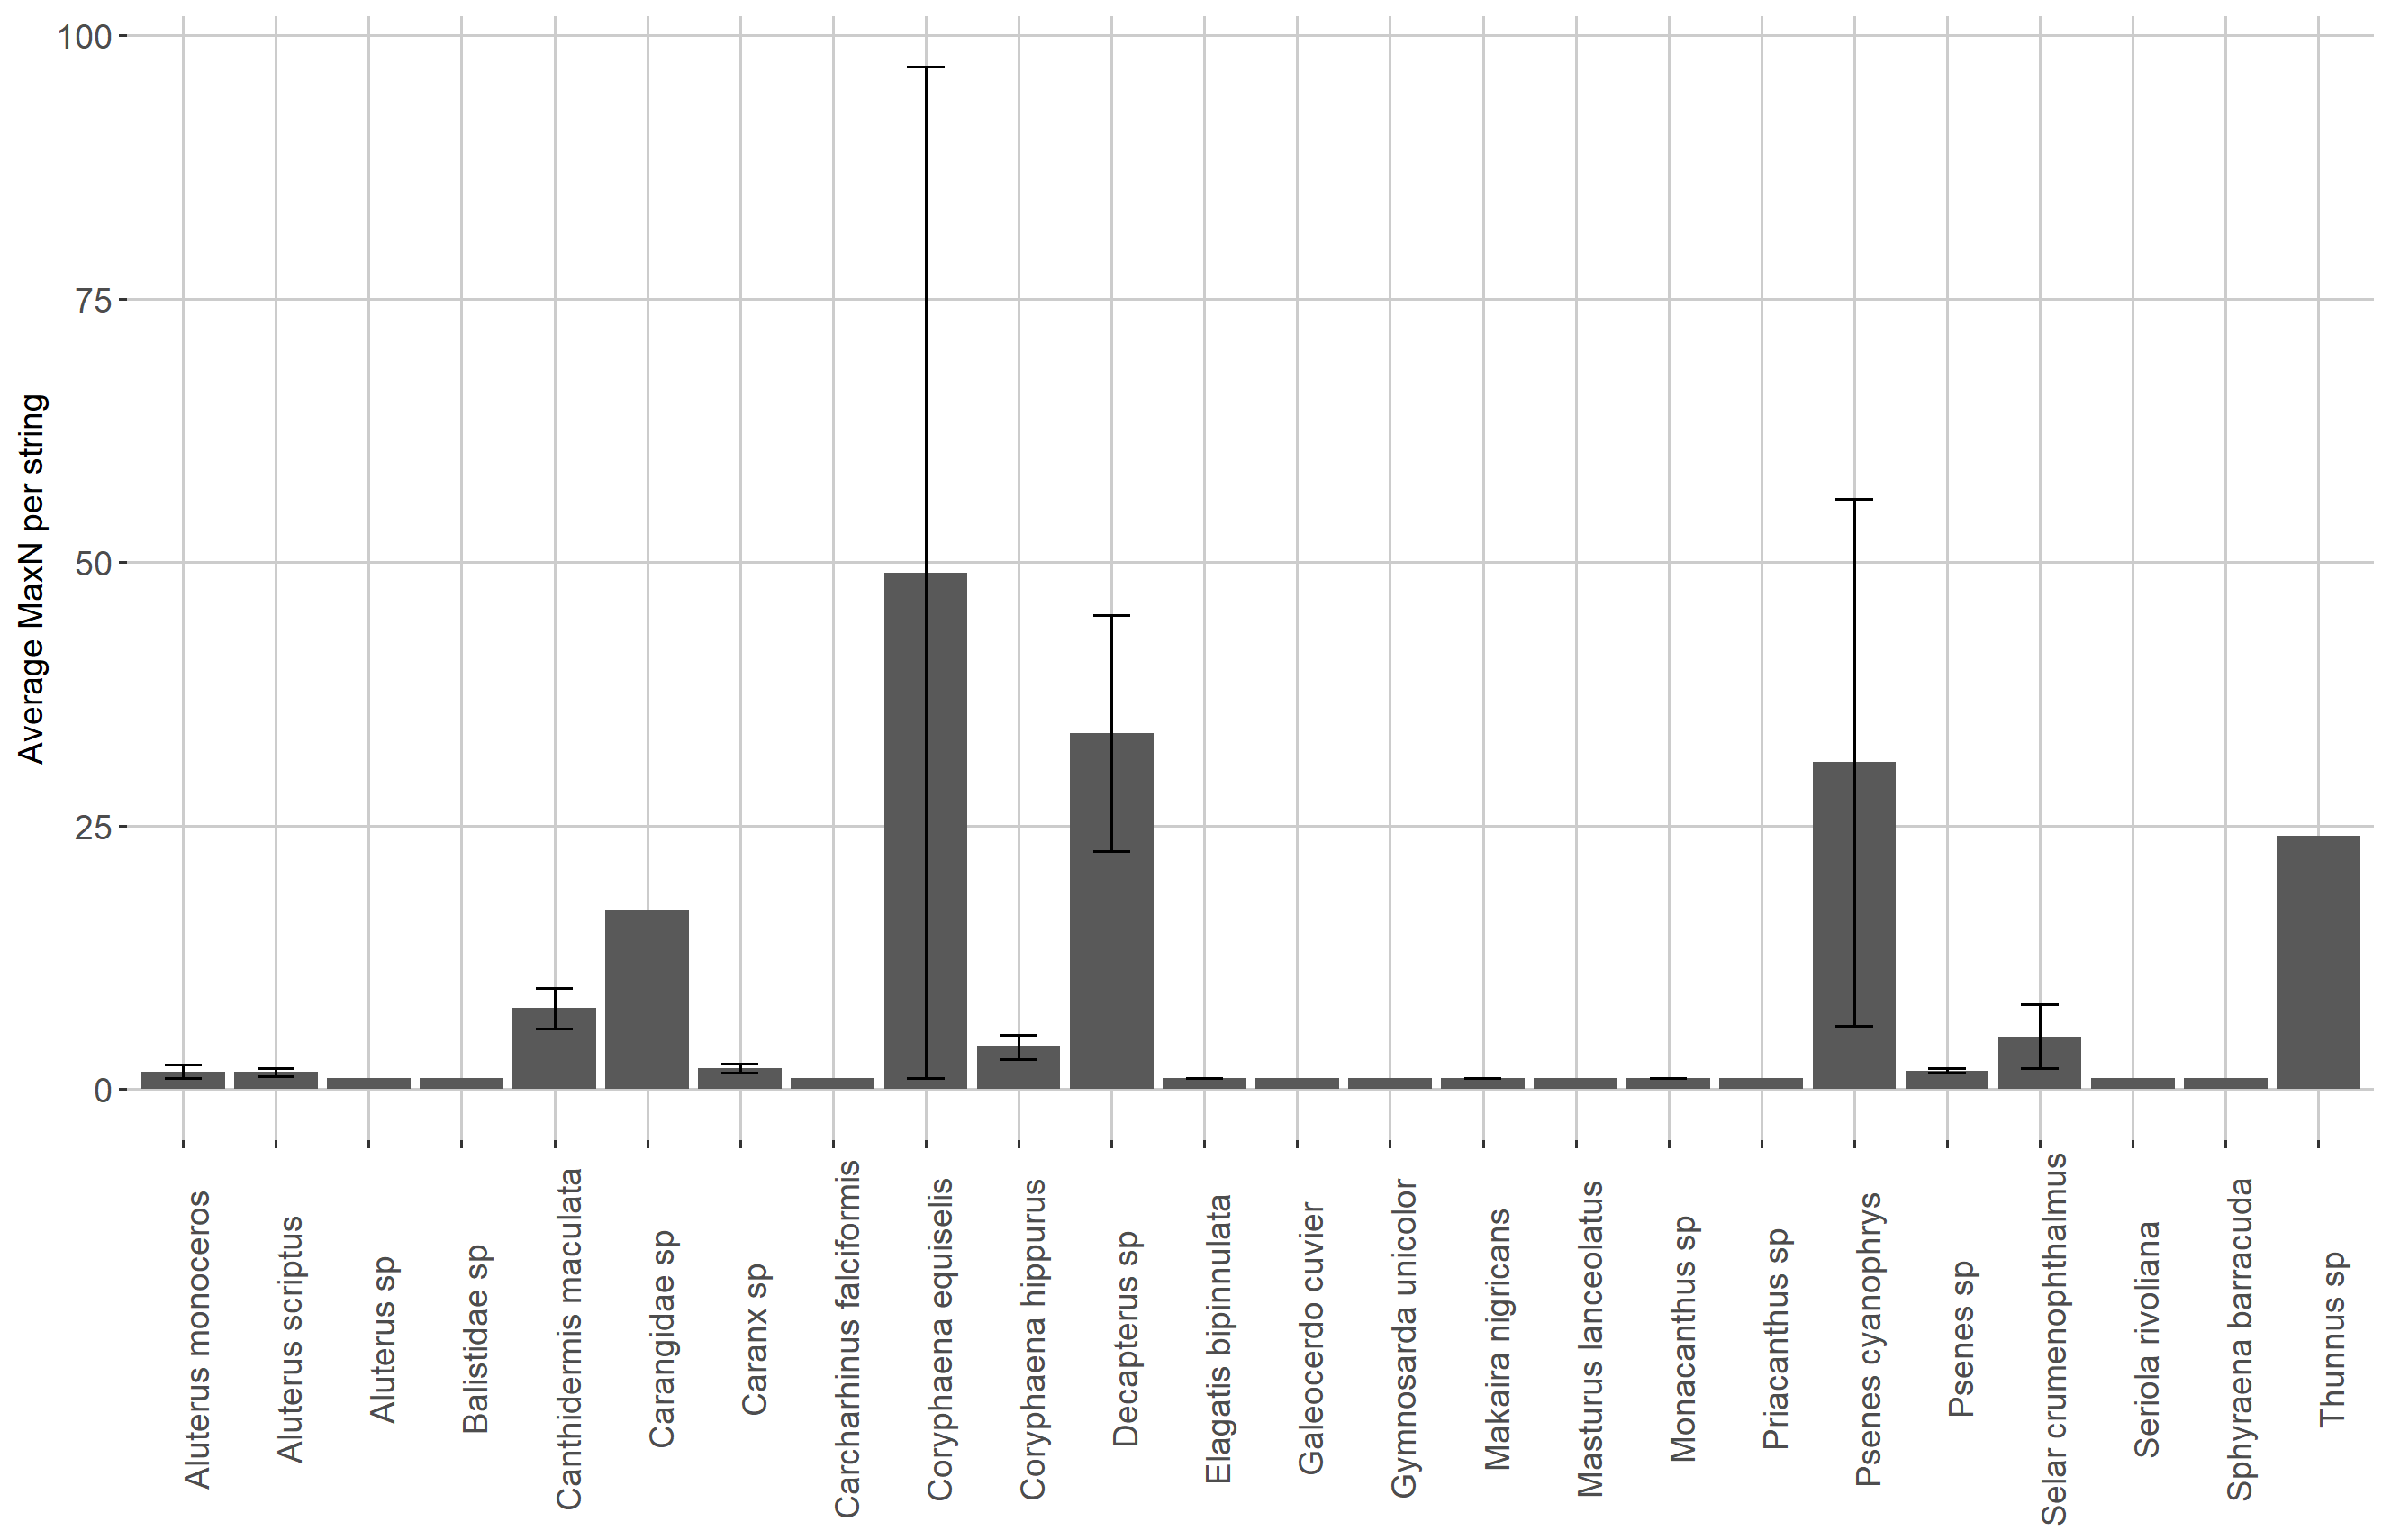 100
75
50
25
0
Average MaxN per string
Aluterus monoceros
Aluterus scriptus
Aluterus sp
Balistidae sp
Canthidermis maculata
Carangidae sp
Caranx sp
Carcharhinus falciformis
Coryphaena equiselis
Coryphaena hippurus
Decapterus sp
Elagatis bipinnulata
Galeocerdo cuvier
Gymnosarda unicolor
Makaira nigricans
Masturus lanceolatus
Monacanthus sp
Priacanthus sp
Psenes cyanophrys
Psenes sp
Selar crumenophthalmus
Seriola rivoliana
Sphyraena barracuda
Thunnus sp